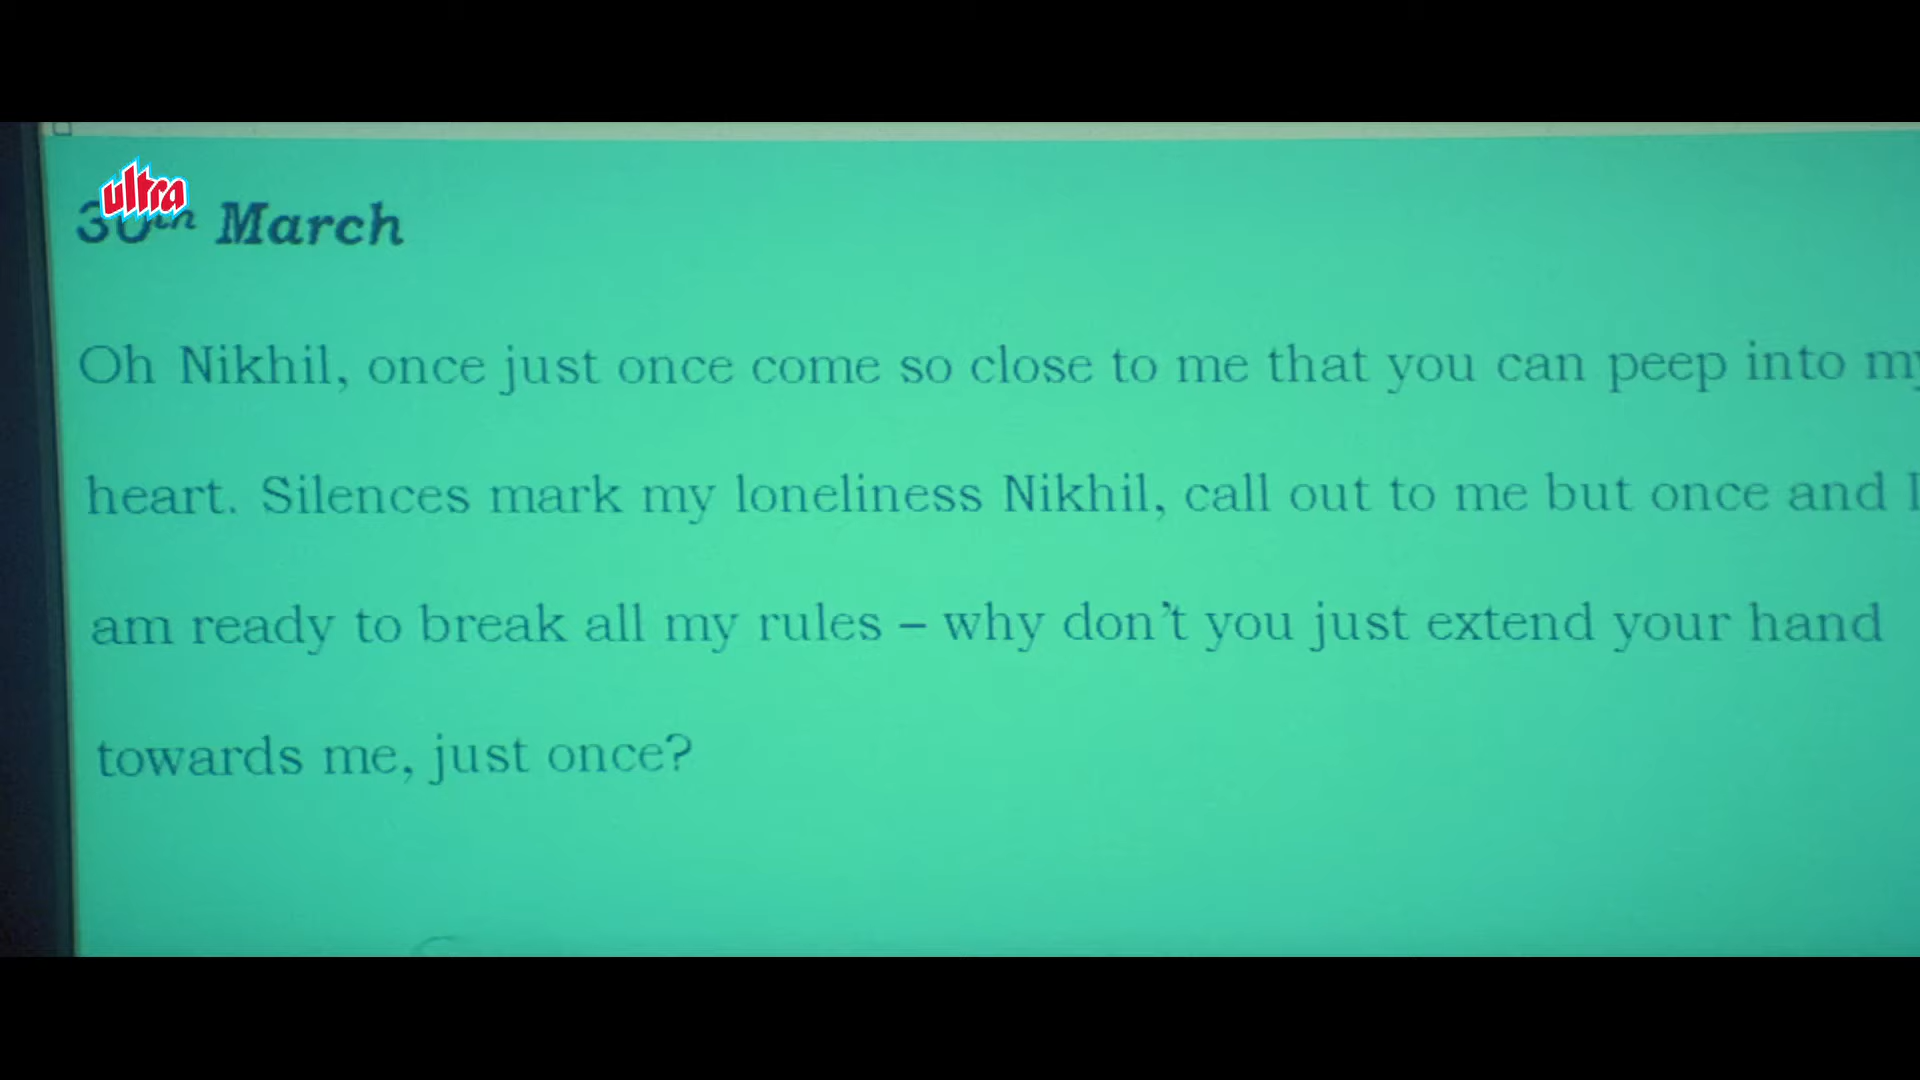 ultra
30th March
Oh Nikhil, once just once come so close to me that you can peep into my
heart. Silences mark my loneliness Nikhil, call out to me but once and I
am ready to break all my rules – why don’t you just extend your hand
towards me, just once?